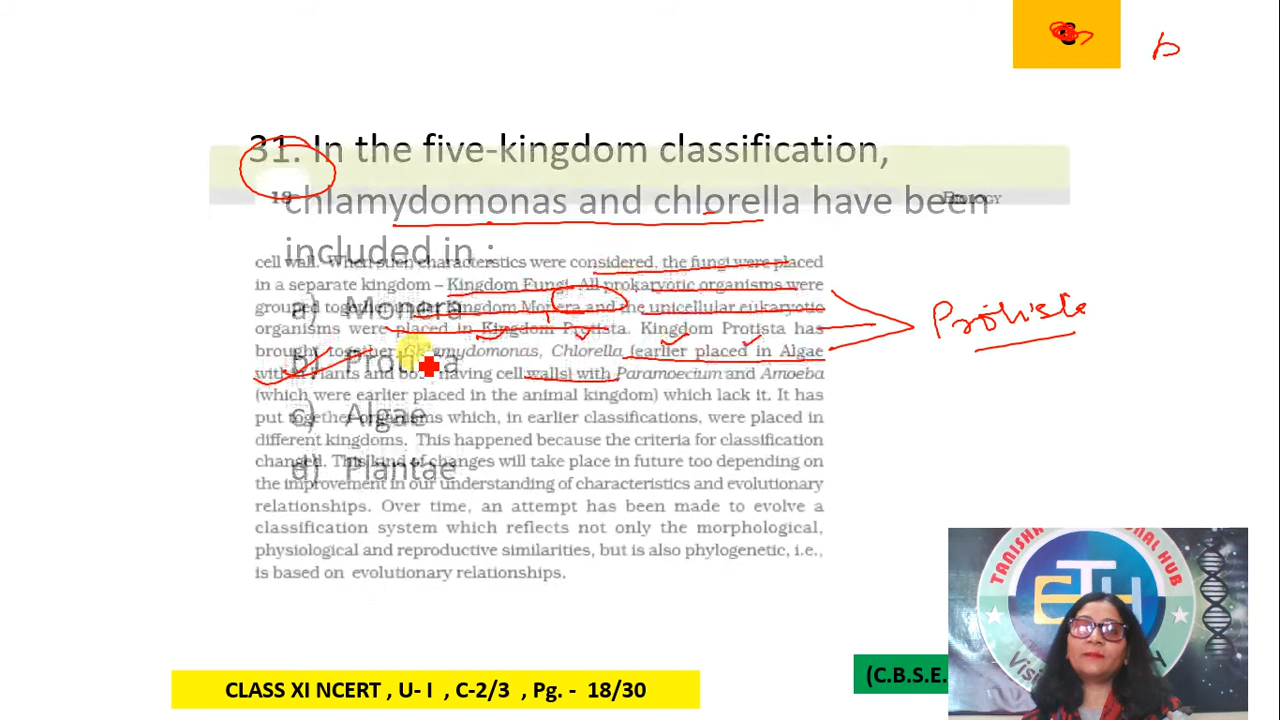 b
31. In the five-kingdom classification,
18 BIOLOGY
chlamydomonas and chlorella have been
included in :
cell wall. When such characterstics were considered, the fungi were placed
in a separate kingdom – Kingdom Fungi. All prokaryotic organisms were
grouped together under Kingdom Monera and the unicellular eukaryotic
a) Monera
organisms were placed in Kingdom Protista. Kingdom Protista has
Protista
brought together Chlamydomonas, Chlorella (earlier placed in Algae
b) Protista
within Plants and both having cell walls) with Paramoecium and Amoeba
(which were earlier placed in the animal kingdom) which lack it. It has
c) Algae
put together organisms which, in earlier classifications, were placed in
different kingdoms. This happened because the criteria for classification
changed. This kind of changes will take place in future too depending on
d) Plantae
the improvement in our understanding of characteristics and evolutionary
relationships. Over time, an attempt has been made to evolve a
classification system which reflects not only the morphological,
physiological and reproductive similarities, but is also phylogenetic, i.e.,
is based on evolutionary relationships.
TANISHA HUB
ETH
CLASS XI NCERT , U- I , C-2/3 , Pg. - 18/30
(C.B.S.E.